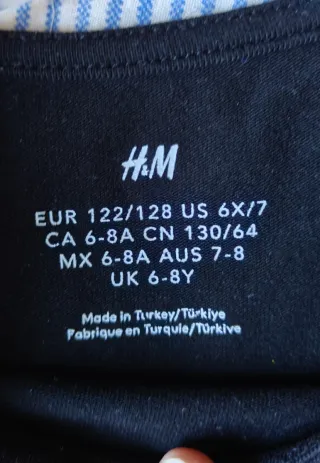 H&M
EUR 122/128 US 6X/7
CA 6-8A CN 130/64
MX 6-8A AUS 7-8
UK 6-8Y
Made in Turkey/Türkiye
Fabriqué en Turquie/Türkiye